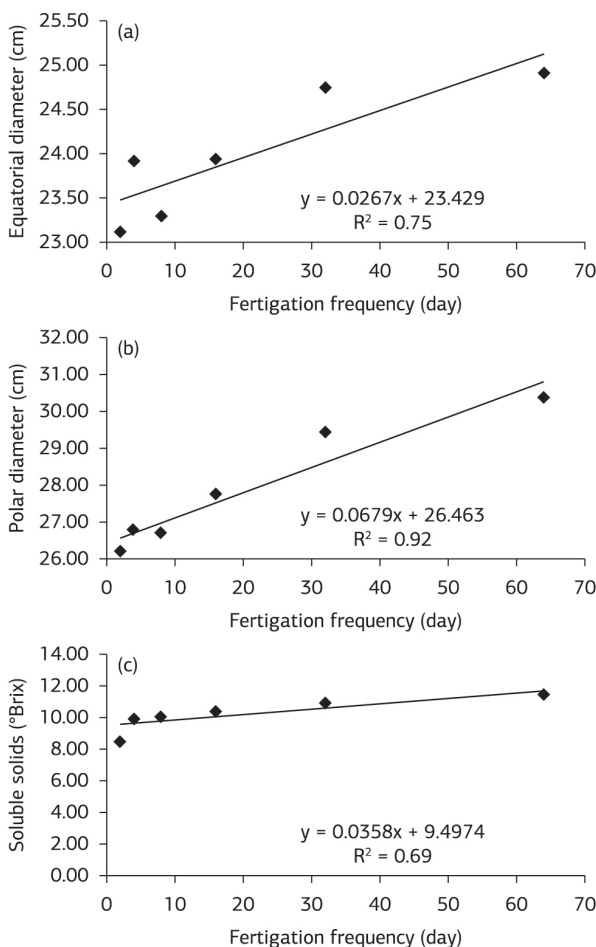 25.50
(a)
25.00
24.50
24.00
23.50
23.00
Equatorial diameter (cm)
y = 0.0267x + 23.429
R² = 0.75
0 10 20 30 40 50 60 70
Fertigation frequency (day)
32.00
(b)
31.00
30.00
29.00
28.00
27.00
26.00
Polar diameter (cm)
y = 0.0679x + 26.463
R² = 0.92
0 10 20 30 40 50 60 70
Fertigation frequency (day)
14.00
(c)
12.00
10.00
8.00
6.00
4.00
2.00
0.00
Soluble solids (°Brix)
y = 0.0358x + 9.4974
R² = 0.69
0 10 20 30 40 50 60 70
Fertigation frequency (day)